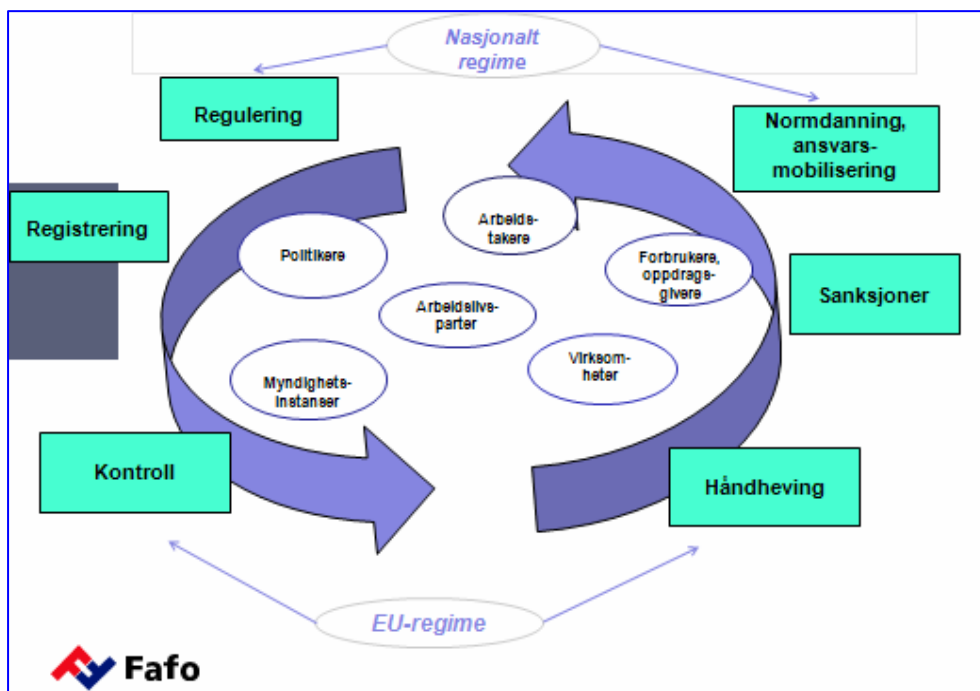 Nasjonalt
regime
Regulering
Normdanning,
ansvars-
mobilisering
Registrering
Arbeids-
takere
Politikere
Forbrukere,
oppdrags-
givere
Sanksjoner
Arbeidslivs-
parter
Virksom-
heter
Myndighets-
instanser
Kontroll
Håndheving
EU-regime
Fafo